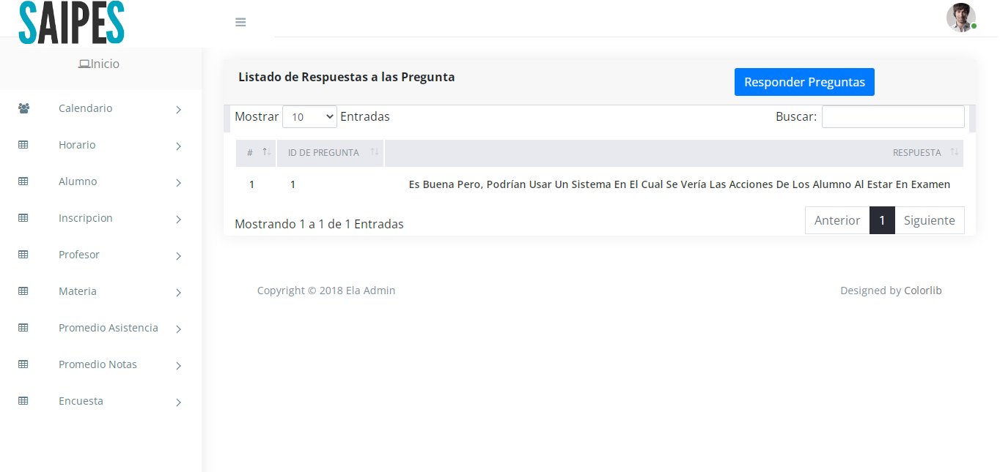 SAIPES
Inicio
Calendario
Horario
Alumno
Inscripcion
Profesor
Materia
Promedio Asistencia
Promedio Notas
Encuesta
Listado de Respuestas a las Pregunta
Responder Preguntas
Mostrar 10 Entradas
Buscar:
# ID DE PREGUNTA RESPUESTA
1 1 Es Buena Pero, Podrían Usar Un Sistema En El Cual Se Vería Las Acciones De Los Alumno Al Estar En Examen
Mostrando 1 a 1 de 1 Entradas
Anterior 1 Siguiente
Copyright © 2018 Ela Admin
Designed by Colorlib